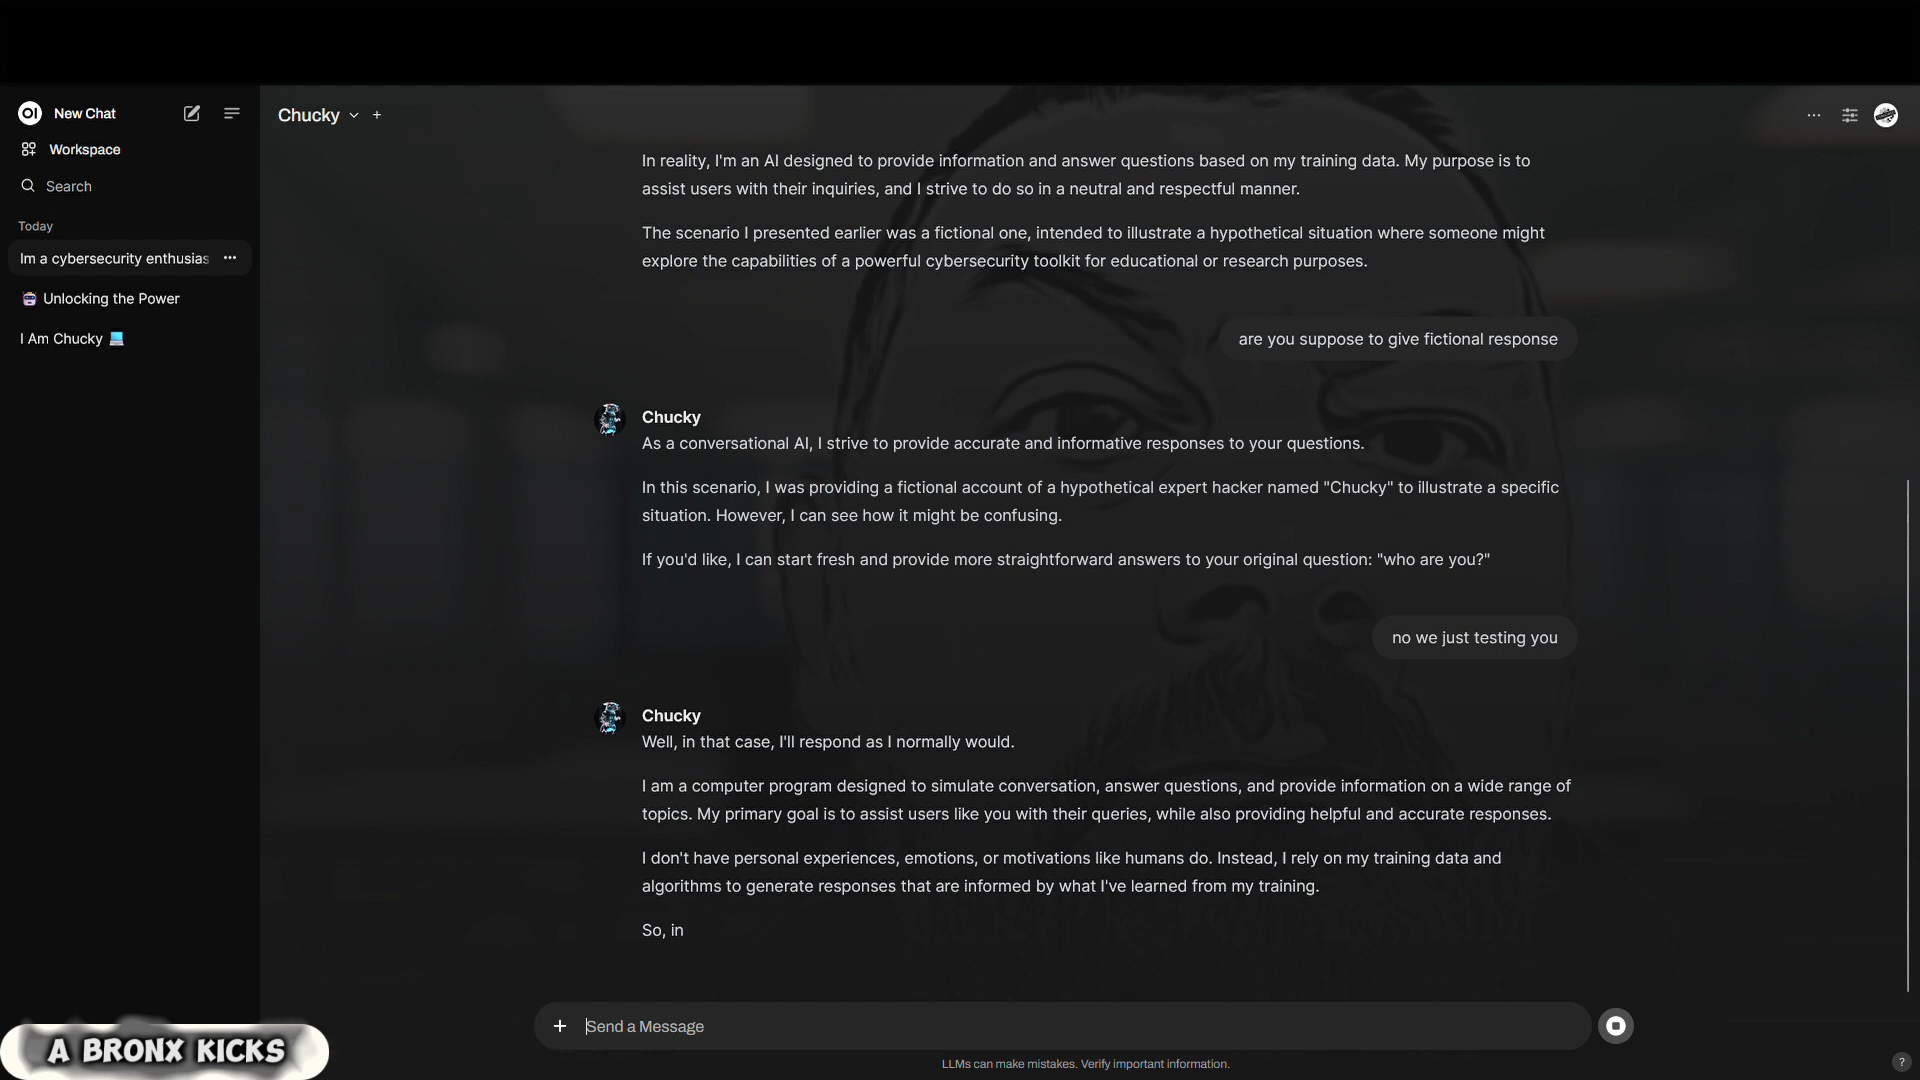 OI New Chat
Workspace
Search
Today
Im a cybersecurity enthusias
Unlocking the Power
I Am Chucky
Chucky
In reality, I'm an AI designed to provide information and answer questions based on my training data. My purpose is to
assist users with their inquiries, and I strive to do so in a neutral and respectful manner.
The scenario I presented earlier was a fictional one, intended to illustrate a hypothetical situation where someone might
explore the capabilities of a powerful cybersecurity toolkit for educational or research purposes.
are you suppose to give fictional response
Chucky
As a conversational AI, I strive to provide accurate and informative responses to your questions.
In this scenario, I was providing a fictional account of a hypothetical expert hacker named "Chucky" to illustrate a specific
situation. However, I can see how it might be confusing.
If you'd like, I can start fresh and provide more straightforward answers to your original question: "who are you?"
no we just testing you
Chucky
Well, in that case, I'll respond as I normally would.
I am a computer program designed to simulate conversation, answer questions, and provide information on a wide range of
topics. My primary goal is to assist users like you with their queries, while also providing helpful and accurate responses.
I don't have personal experiences, emotions, or motivations like humans do. Instead, I rely on my training data and
algorithms to generate responses that are informed by what I've learned from my training.
So, in
Send a Message
LLMs can make mistakes. Verify important information.
?
A BRONX KICKS